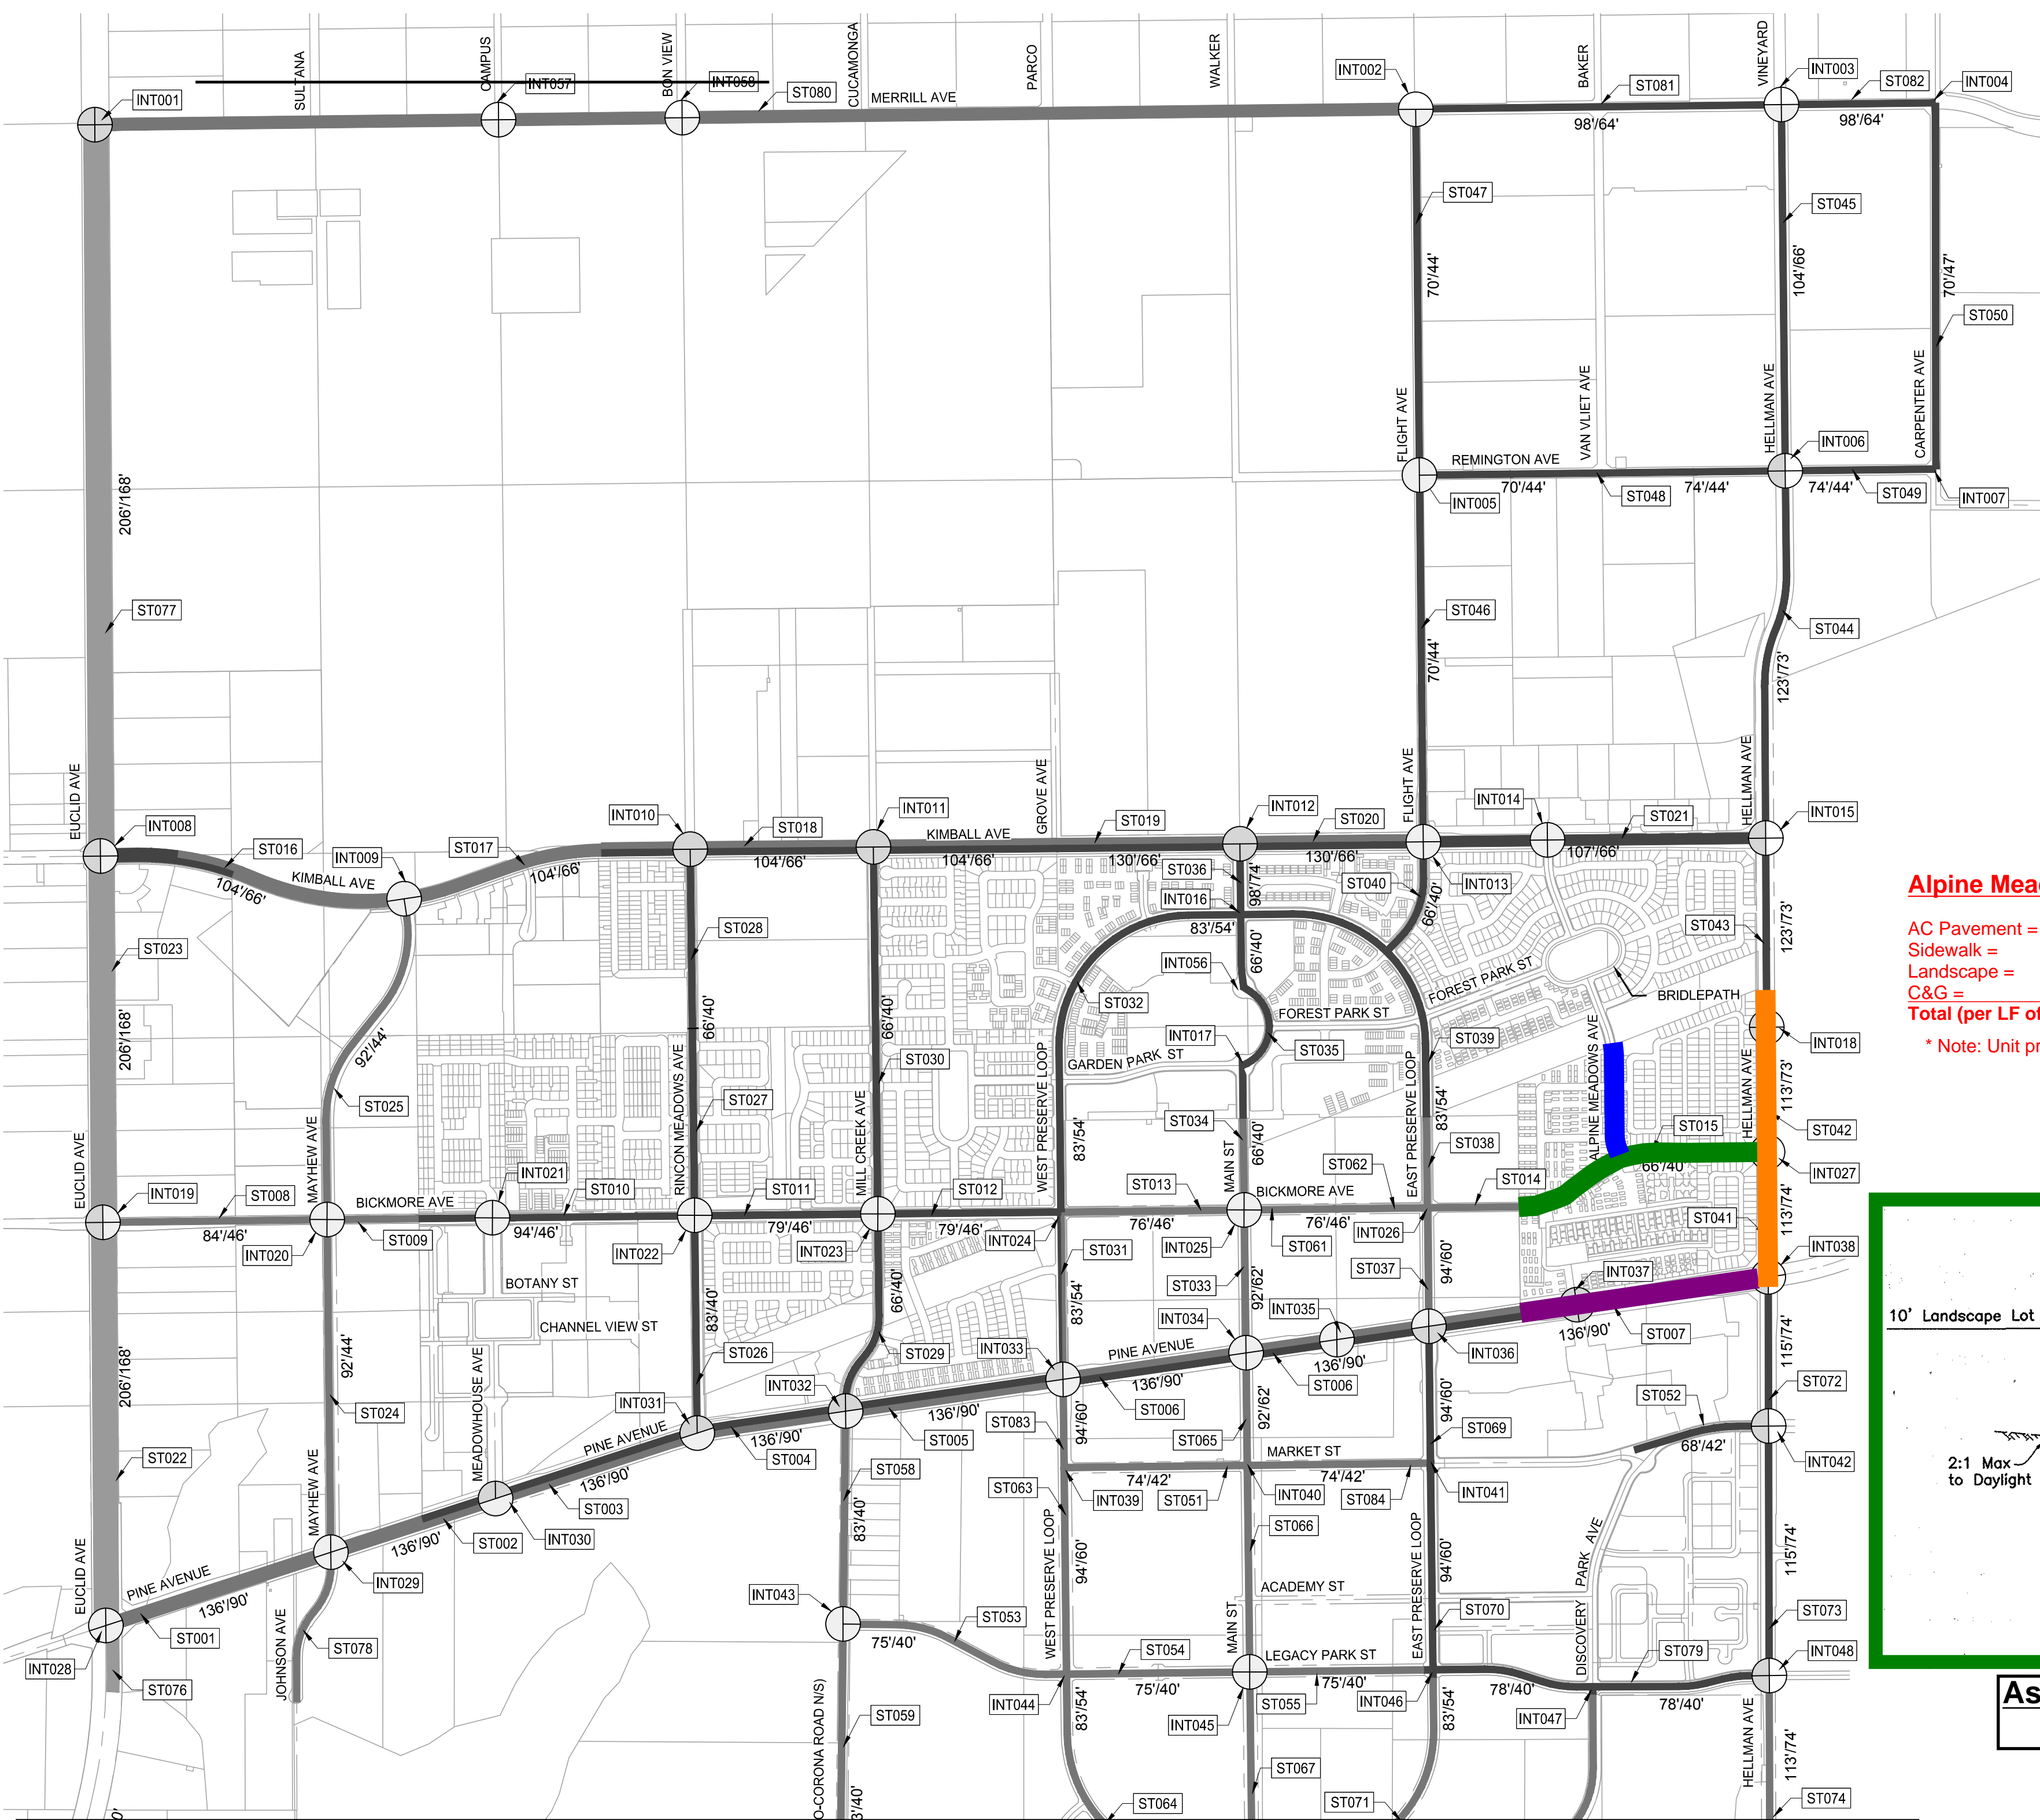 SULTANA
CAMPUS
BON VIEW
CUCAMONGA
PARCO
WALKER
BAKER
VINEYARD
INT001
INT057
INT058
ST080
MERRILL AVE
INT002
ST081
INT003
ST082
INT004
98'/64'
98'/64'
ST047
ST045
70'/44'
104'/66'
70'/47'
ST050
206'/168'
FLIGHT AVE
VAN VLIET AVE
HELLMAN AVE
CARPENTER AVE
INT006
REMINGTON AVE
70'/44'
74'/44'
74'/44'
INT005
ST048
ST049
INT007
ST077
ST046
ST044
70'/44'
123'/73'
EUCLID AVE
INT008
ST016
INT009
ST017
INT010
ST018
INT011
KIMBALL AVE
GROVE AVE
ST019
INT012
ST020
FLIGHT AVE
INT014
ST021
HELLMAN AVE
INT015
104'/66'
KIMBALL AVE
104'/66'
104'/66'
104'/66'
130'/66'
130'/66'
107'/66'
ST036
98'/74'
ST040
INT013
INT016
66'/40'
83'/54'
ST023
ST028
ST043
123'/73'
Alpine Mea
AC Pavement =
Sidewalk =
Landscape =
C&G =
Total (per LF of
* Note: Unit pr
INT056
66'/40'
ST032
FOREST PARK ST
BRIDLEPATH
FOREST PARK ST
206'/168'
92'/44'
66'/40'
66'/40'
INT017
ST035
ST039
INT018
ST030
GARDEN PARK ST
ST025
RINCON MEADOWS AVE
ST027
MILL CREEK AVE
WEST PRESERVE LOOP
ST034
EAST PRESERVE LOOP
83'/54'
ALPINE MEADOWS AVE
HELLMAN AVE
113'/73'
ST015
ST042
EUCLID AVE
MAYHEW AVE
83'/54'
MAIN ST
66'/40'
ST062
ST038
66'/40'
INT027
INT019
ST008
BICKMORE AVE
INT021
ST010
ST011
ST012
ST013
BICKMORE AVE
ST014
84'/46'
INT020
ST009
94'/46'
INT022
79'/46'
INT023
79'/46'
INT024
76'/46'
INT025
76'/46'
ST061
INT026
ST041
113'/74'
INT038
BOTANY ST
CHANNEL VIEW ST
83'/40'
66'/40'
ST031
83'/54'
ST033
92'/62'
ST037
94'/60'
INT037
10' Landscape Lot
206'/168'
92'/44'
MEADOWHOUSE AVE
ST026
ST029
INT033
INT034
INT035
PINE AVENUE
136'/90'
ST006
136'/90'
ST006
INT036
136'/90'
ST007
115'/74'
ST024
INT031
INT032
ST083
94'/60'
92'/62'
94'/60'
ST052
ST072
PINE AVENUE
136'/90'
136'/90'
ST004
136'/90'
ST005
ST065
MARKET ST
ST069
68'/42'
2:1 Max
to Daylight
ST022
MAYHEW AVE
ST058
74'/42'
74'/42'
INT042
ST003
ST063
INT039
ST051
INT040
ST084
INT041
136'/90'
ST002
INT030
83'/40'
WEST PRESERVE LOOP
ST066
EAST PRESERVE LOOP
94'/60'
EUCLID AVE
PINE AVENUE
136'/90'
INT029
INT043
94'/60'
ACADEMY ST
DISCOVERY PARK AVE
115'/74'
JOHNSON AVE
ST001
ST078
75'/40'
ST053
ST054
MAIN ST
LEGACY PARK ST
ST070
ST079
ST073
INT048
INT028
ST076
75'/40'
75'/40'
78'/40'
78'/40'
INT044
INT045
ST055
INT046
INT047
ST059
83'/54'
83'/54'
HELLMAN AVE
113'/74'
As
O-CORONA ROAD N/S)
3'/40'
ST064
ST067
ST071
ST074
0'